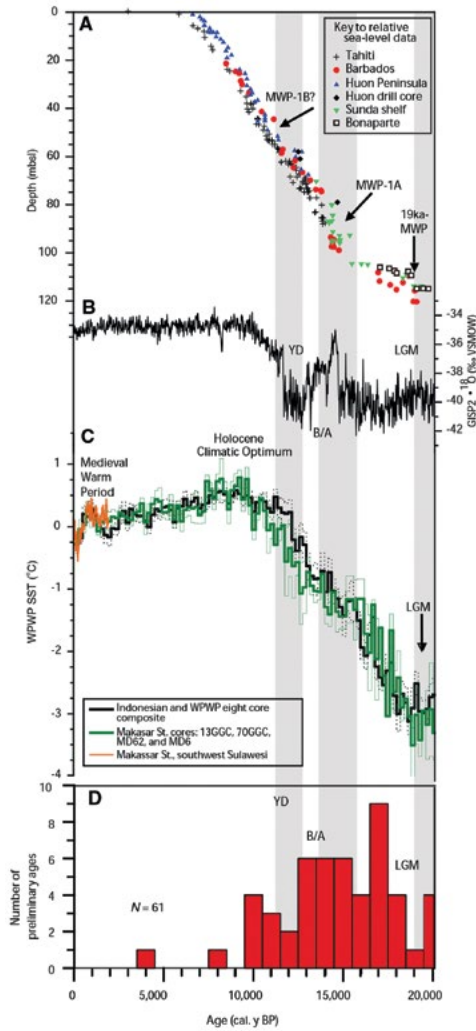 A
Key to relative
sea-level data
Tahiti
Barbados
Huon Peninsula
Huon drill core
Sunda shelf
Bonaparte
MWP-1B?
MWP-1A
19ka-
MWP
0
20
40
60
80
100
120
Depth (mbsl)
B
YD
B/A
LGM
-34
-36
-38
-40
-42
GISP2 • 18O (‰ VSMOW)
C
Holocene
Climatic Optimum
Medieval
Warm
Period
LGM
1
0
-1
-2
-3
-4
WPWP SST (°C)
Indonesian and WPWP eight core
composite
Makasar St. cores: 13GGC, 70GGC,
MD62, and MD6
Makassar St., southwest Sulawesi
D
YD
B/A
LGM
N = 61
10
8
6
4
2
0
Number of
preliminary ages
0 5,000 10,000 15,000 20,000
Age (cal. y BP)